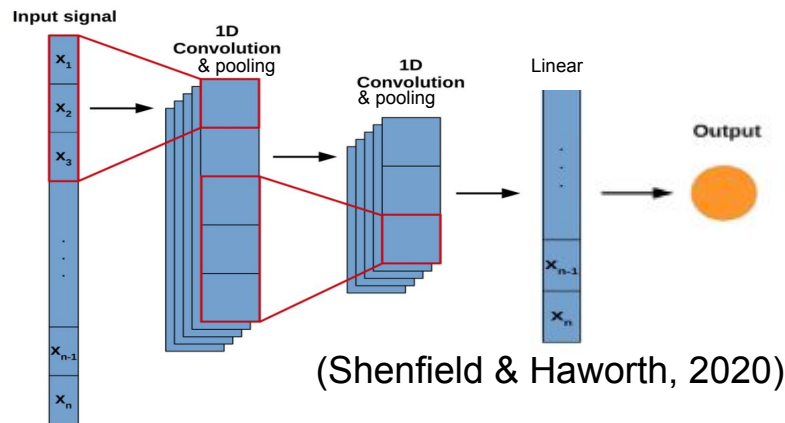 Input signal
x1
x2
x3
.
.
.
xn-1
xn
1D
Convolution
& pooling
1D
Convolution
& pooling
Linear
.
.
.
xn-1
xn
Output
(Shenfield & Haworth, 2020)